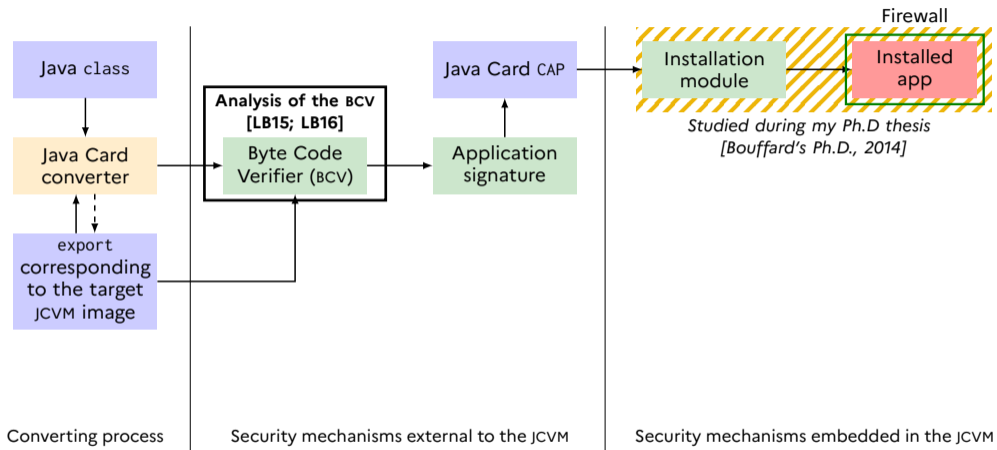 Java class
Java Card
converter
export
corresponding
to the target
JCVM image
Converting process
Analysis of the BCV
[LB15; LB16]
Byte Code
Verifier (BCV)
Java Card CAP
Application
signature
Security mechanisms external to the JCVM
Firewall
Installation
module
Installed
app
Studied during my Ph.D thesis
[Bouffard's Ph.D., 2014]
Security mechanisms embedded in the JCVM